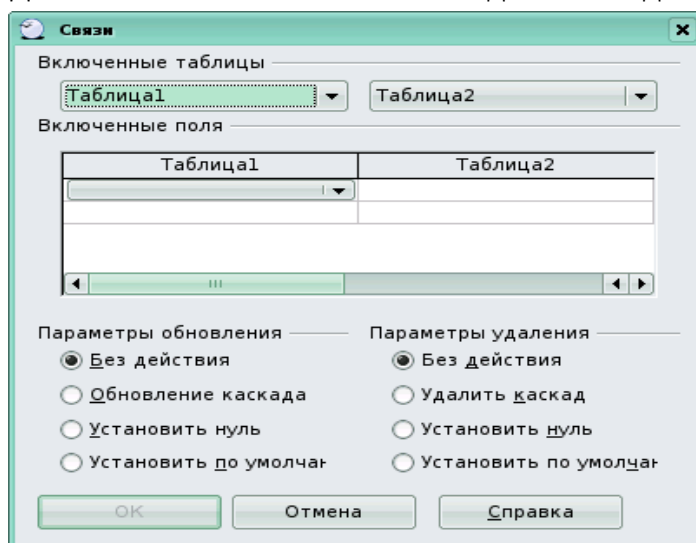 Связи
Включенные таблицы
Таблица1 Таблица2
Включенные поля
Таблица1 Таблица2
Параметры обновления Параметры удаления
Без действия Без действия
Обновление каскада Удалить каскад
Установить нуль Установить нуль
Установить по умолчан Установить по умолчан
OK Отмена Справка